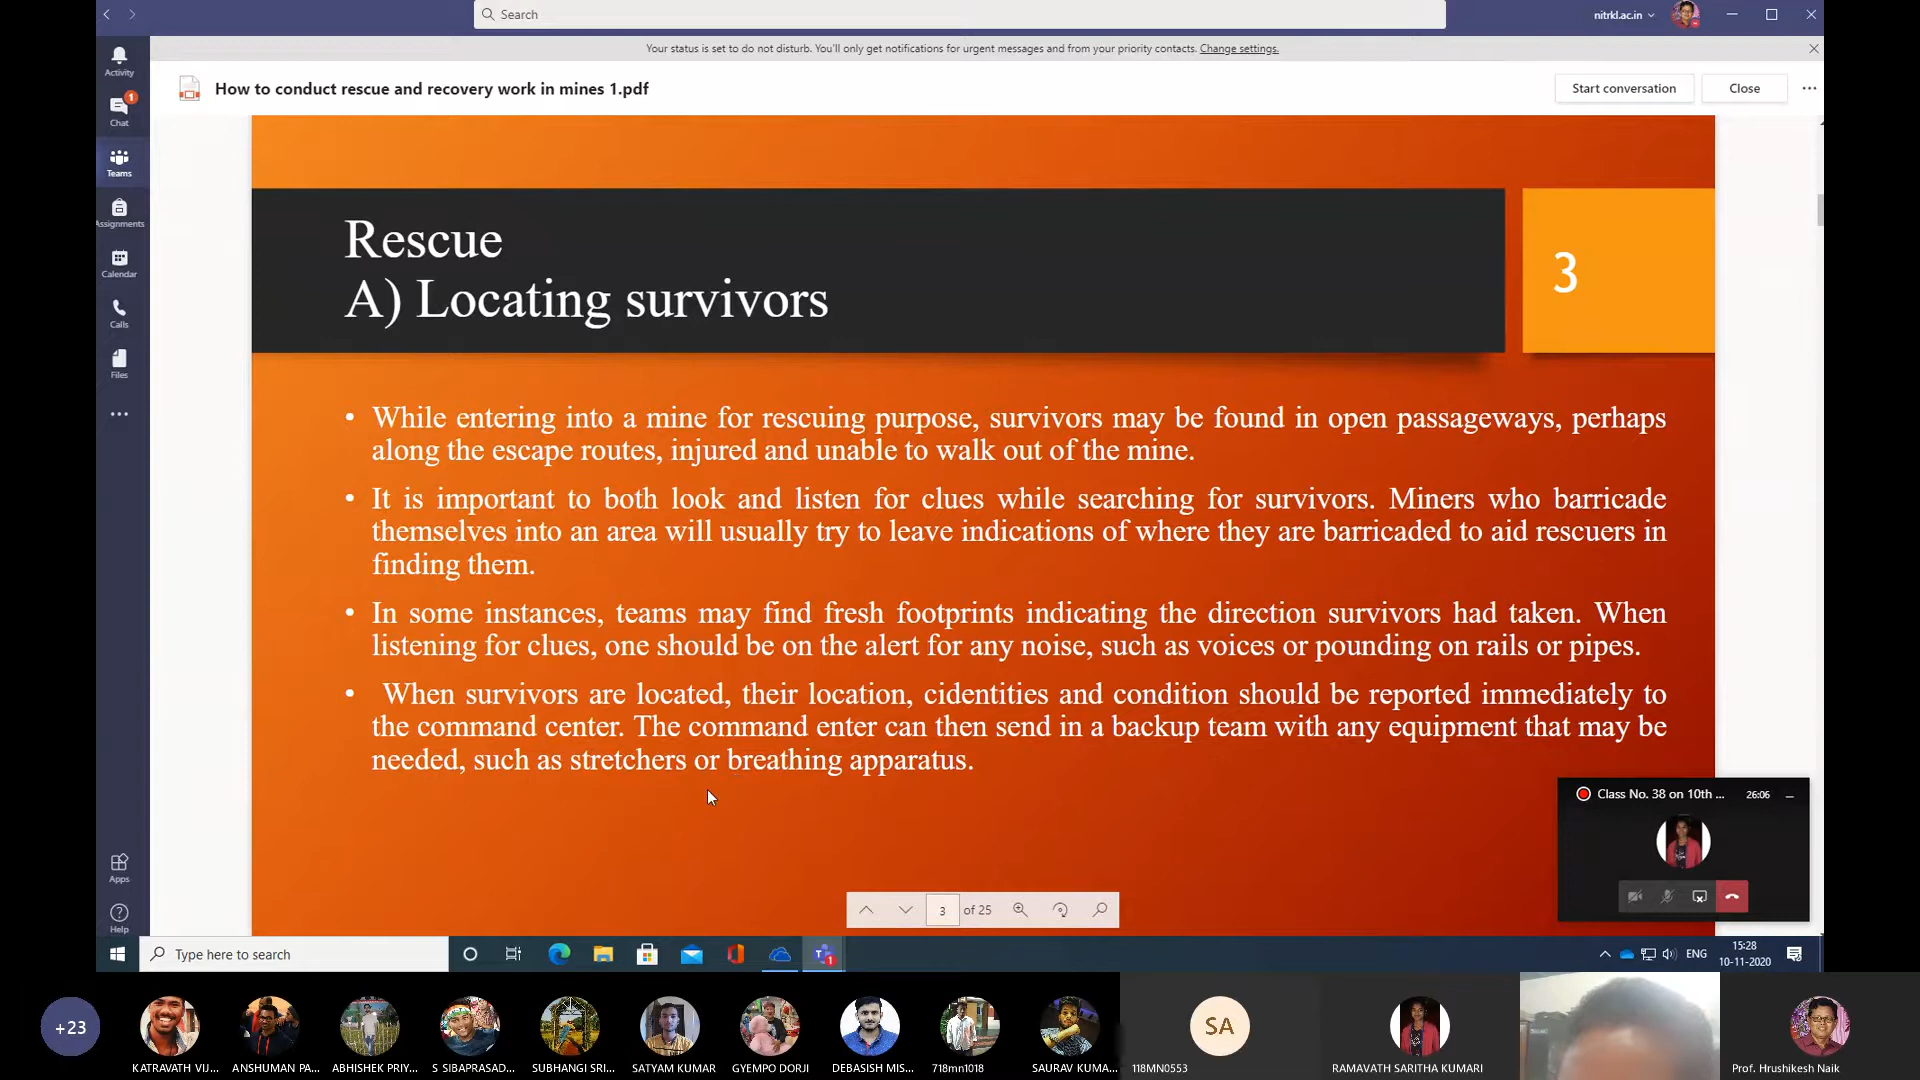 Search
nitrkl.ac.in
Your status is set to do not disturb. You'll only get notifications for urgent messages and from your priority contacts. Change settings.
Activity
Chat
1
Teams
Assignments
Calendar
Calls
Files
Apps
Help
How to conduct rescue and recovery work in mines 1.pdf
Start conversation
Close
Rescue
A) Locating survivors
3
• While entering into a mine for rescuing purpose, survivors may be found in open passageways, perhaps
along the escape routes, injured and unable to walk out of the mine.
• It is important to both look and listen for clues while searching for survivors. Miners who barricade
themselves into an area will usually try to leave indications of where they are barricaded to aid rescuers in
finding them.
• In some instances, teams may find fresh footprints indicating the direction survivors had taken. When
listening for clues, one should be on the alert for any noise, such as voices or pounding on rails or pipes.
• When survivors are located, their location, cidentities and condition should be reported immediately to
the command center. The command enter can then send in a backup team with any equipment that may be
needed, such as stretchers or breathing apparatus.
Class No. 38 on 10th ...
26:06
3 of 25
Type here to search
1
ENG
15:28
10-11-2020
+23
KATRAVATH VIJ...
ANSHUMAN PA...
ABHISHEK PRIY...
S SIBAPRASAD...
SUBHANGI SRI...
SATYAM KUMAR
GYEMPO DORJI
DEBASISH MIS...
718mn1018
SAURAV KUMA...
SA
118MN0553
RAMAVATH SARITHA KUMARI
Prof. Hrushikesh Naik